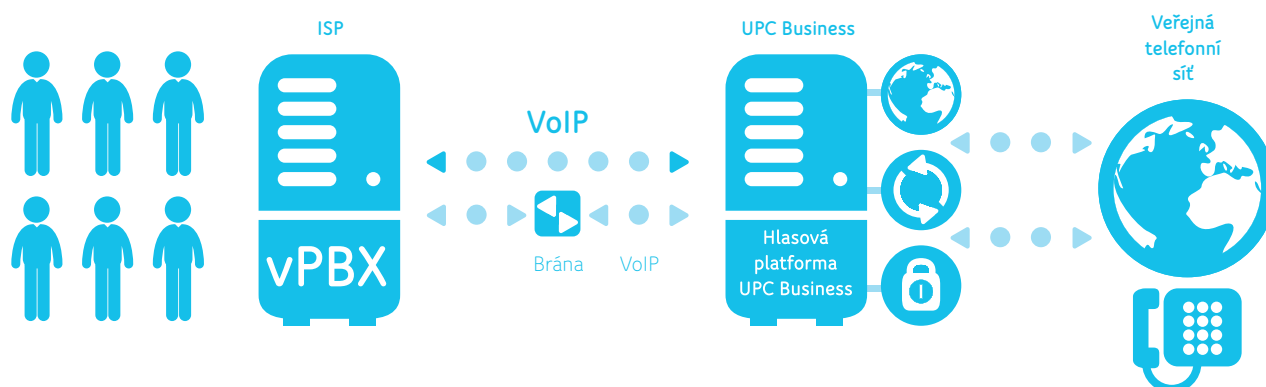 ISP
vPBX
VoIP
Brána
VoIP
UPC Business
Hlasová
platforma
UPC Business
Veřejná
telefonní
síť